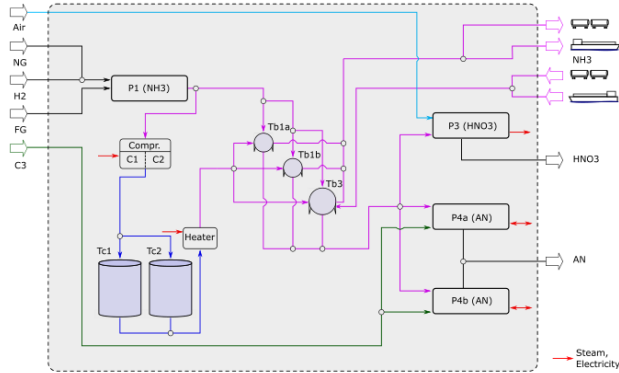 Air
NG
H2
FG
C3
P1 (NH3)
Compr.
C1 C2
Tc1
Tc2
Heater
Tb1a
Tb1b
Tb3
P3 (HNO3)
P4a (AN)
P4b (AN)
NH3
HNO3
AN
Steam,
Electricity